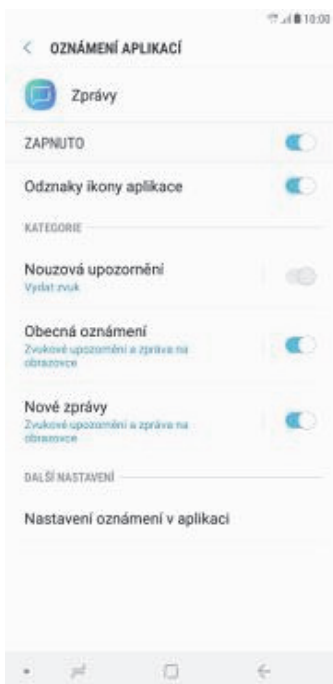 10:00
OZNÁMENÍ APLIKACÍ
Zprávy
ZAPNUTO
Odznaky ikony aplikace
KATEGORIE
Nouzová upozornění
Vydat zvuk
Obecná oznámení
Zvukové upozornění a zpráva na
obrazovce
Nové zprávy
Zvukové upozornění a zpráva na
obrazovce
DALŠÍ NASTAVENÍ
Nastavení oznámení v aplikaci